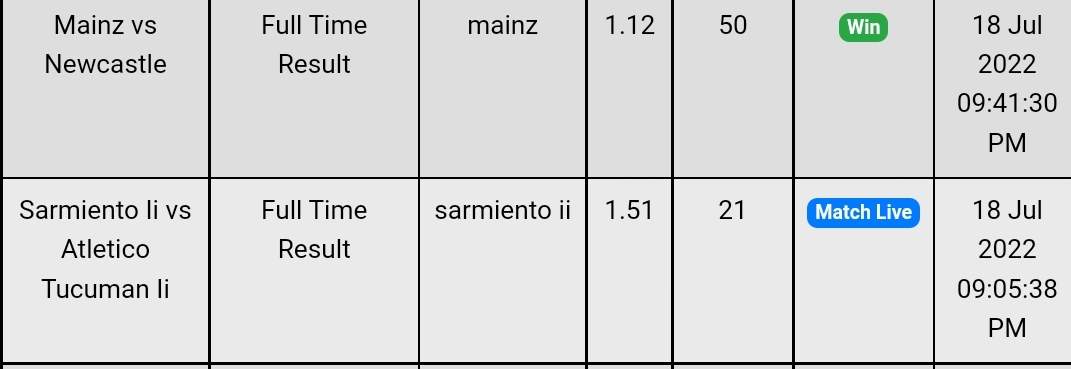 Mainz vs
Newcastle
Full Time
Result
mainz
1.12
50
Win
18 Jul
2022
09:41:30
PM
Sarmiento Ii vs
Atletico
Tucuman Ii
Full Time
Result
sarmiento ii
1.51
21
Match Live
18 Jul
2022
09:05:38
PM